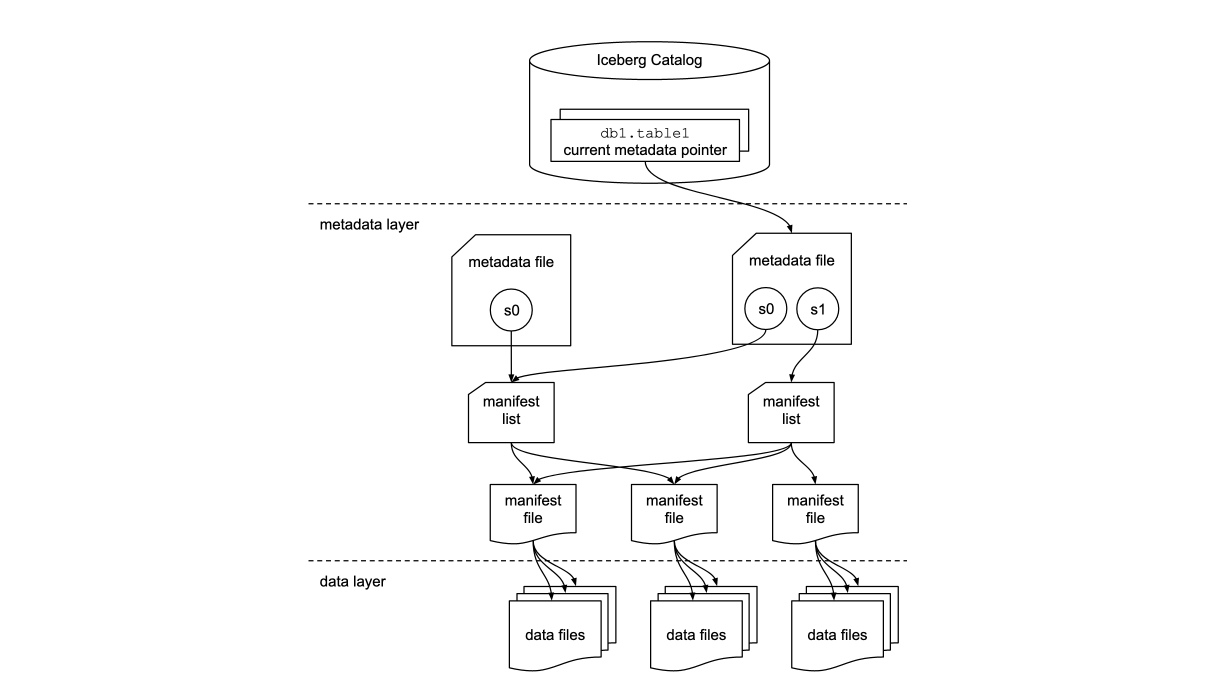 Iceberg Catalog
db1.table1
current metadata pointer
metadata layer
metadata file
s0
metadata file
s0
s1
manifest
list
manifest
list
manifest
file
manifest
file
manifest
file
data layer
data files
data files
data files